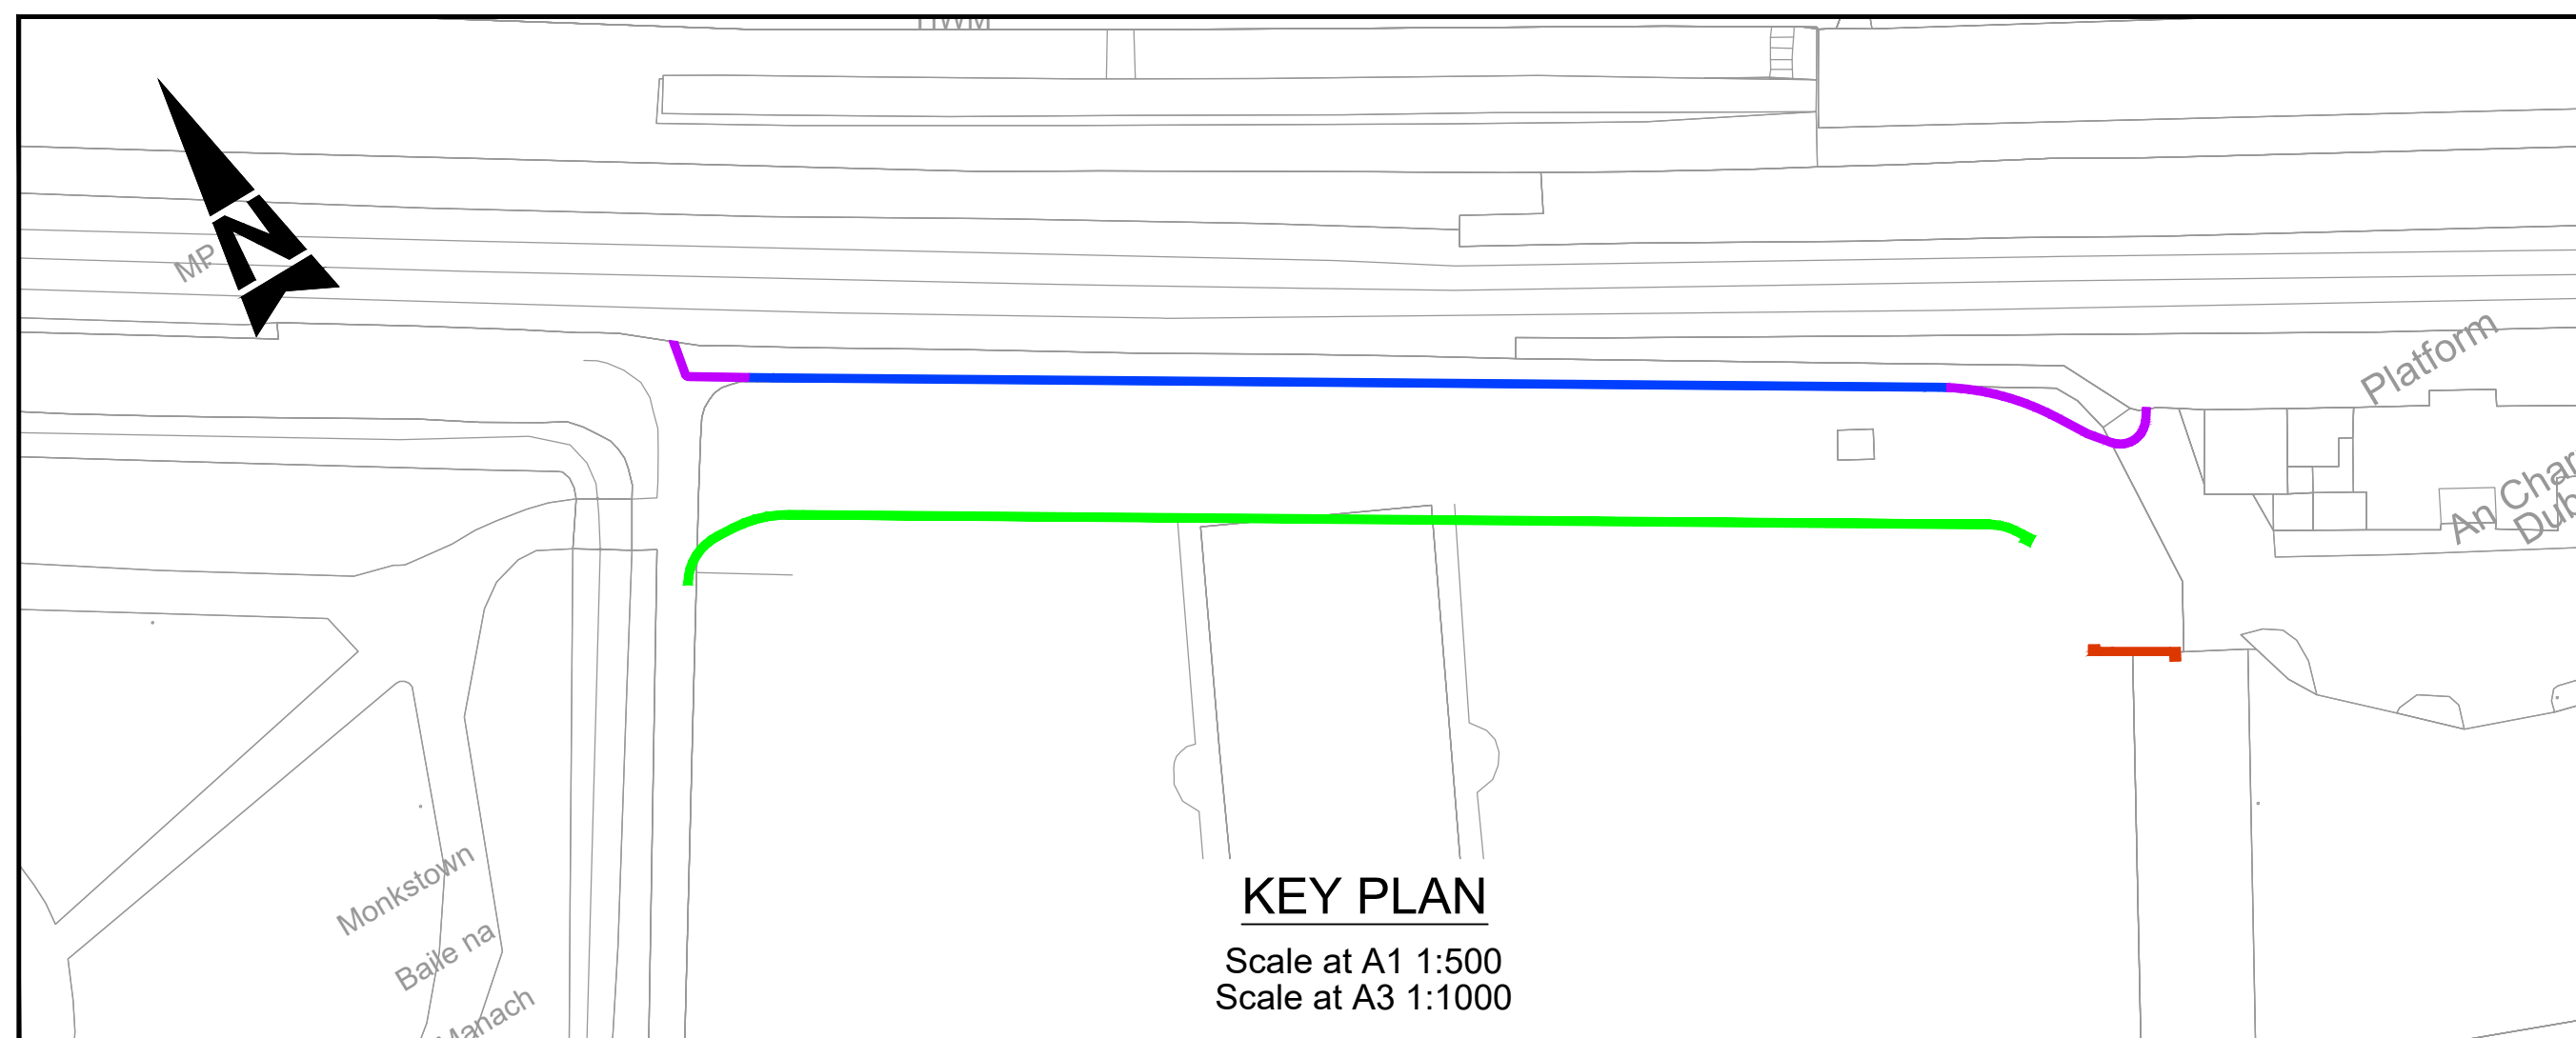 HWM
N
MP
Platform
An Char
Dub
Monkstown
Baile na
Manach
KEY PLAN
Scale at A1 1:500
Scale at A3 1:1000